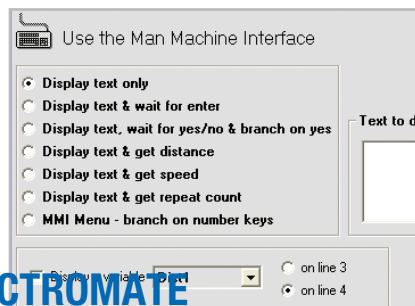 Use the Man Machine Interface
Display text only
Display text & wait for enter
Display text, wait for yes/no & branch on yes
Display text & get distance
Display text & get speed
Display text & get repeat count
MMI Menu - branch on number keys
Text to d
on line 3
on line 4
CTROMATE